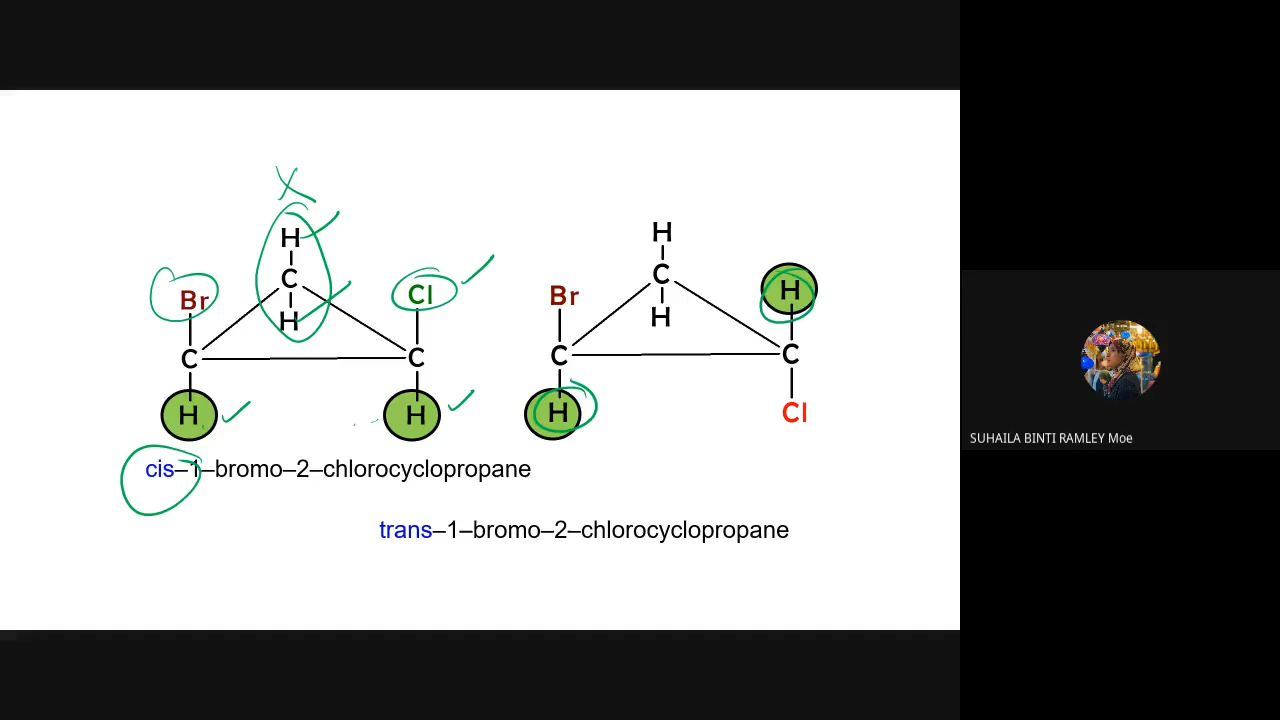 H
C
H
Br
Cl
C
C
H
H
cis–1–bromo–2–chlorocyclopropane
H
C
H
Br
H
C
C
H
Cl
trans–1–bromo–2–chlorocyclopropane
SUHAILA BINTI RAMLEY Moe